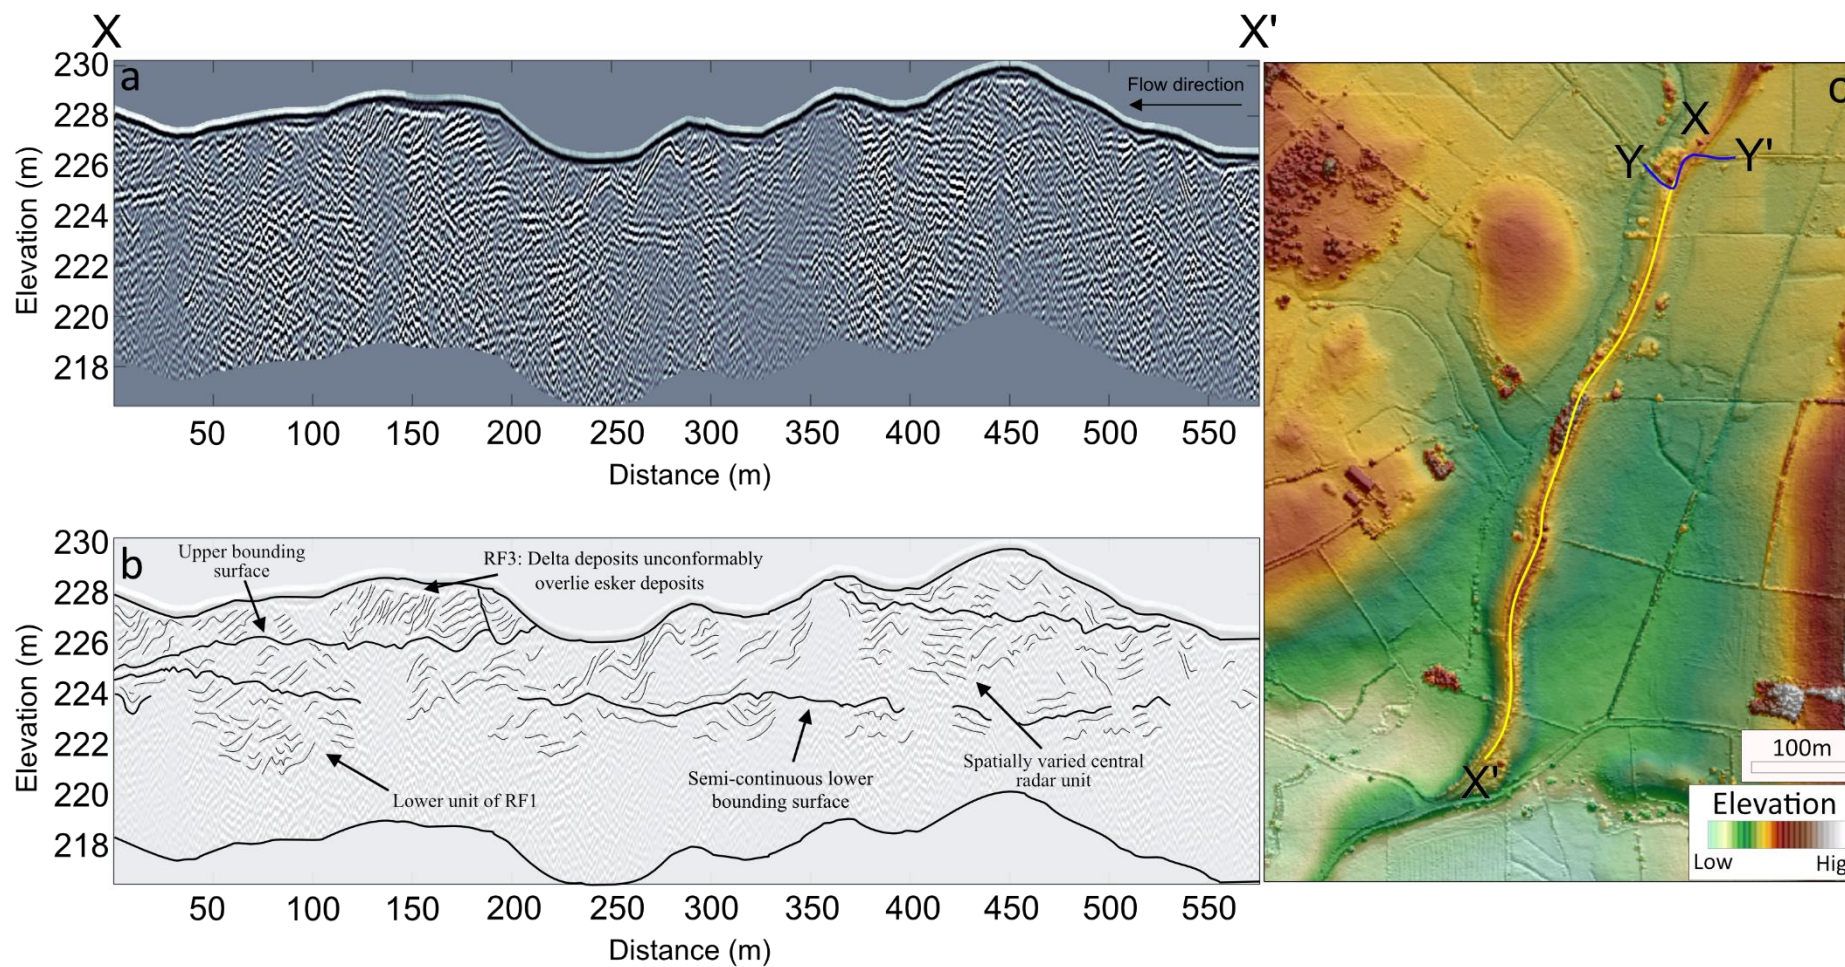 X
X'
a
Flow direction
230
228
226
224
222
220
218
Elevation (m)
50
100
150
200
250
300
350
400
450
500
550
Distance (m)
b
Upper bounding
surface
RF3: Delta deposits unconformably
overlie esker deposits
Lower unit of RF1
Semi-continuous lower
bounding surface
Spatially varied central
radar unit
230
228
226
224
222
220
218
Elevation (m)
50
100
150
200
250
300
350
400
450
500
550
Distance (m)
X
Y
Y'
X'
100m
Elevation
Low